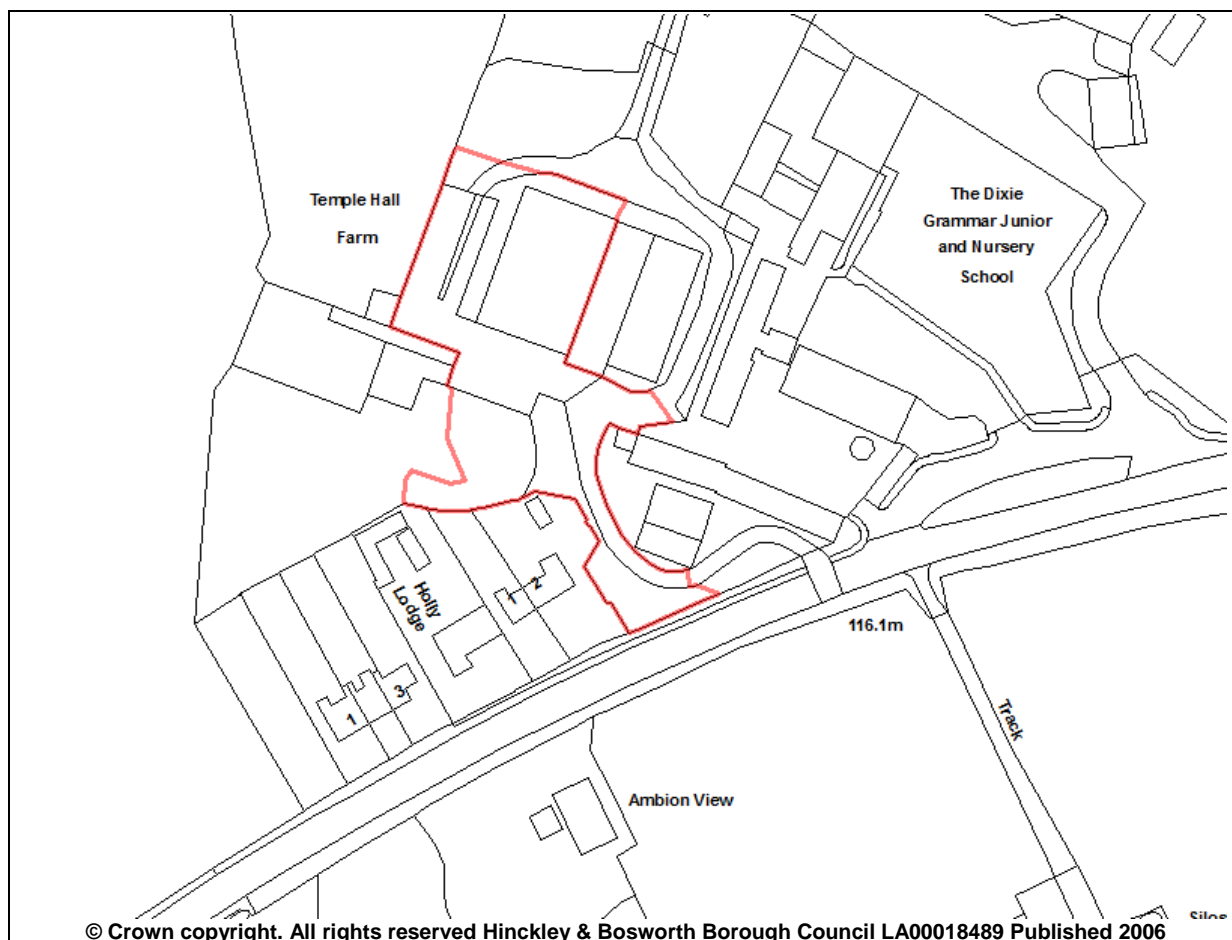 Temple Hall
Farm
The Dixie
Grammar Junior
and Nursery
School
Holly
Lodge
1
2
1
3
116.1m
Track
Ambion View
Silos
© Crown copyright. All rights reserved Hinckley & Bosworth Borough Council LA00018489 Published 2006